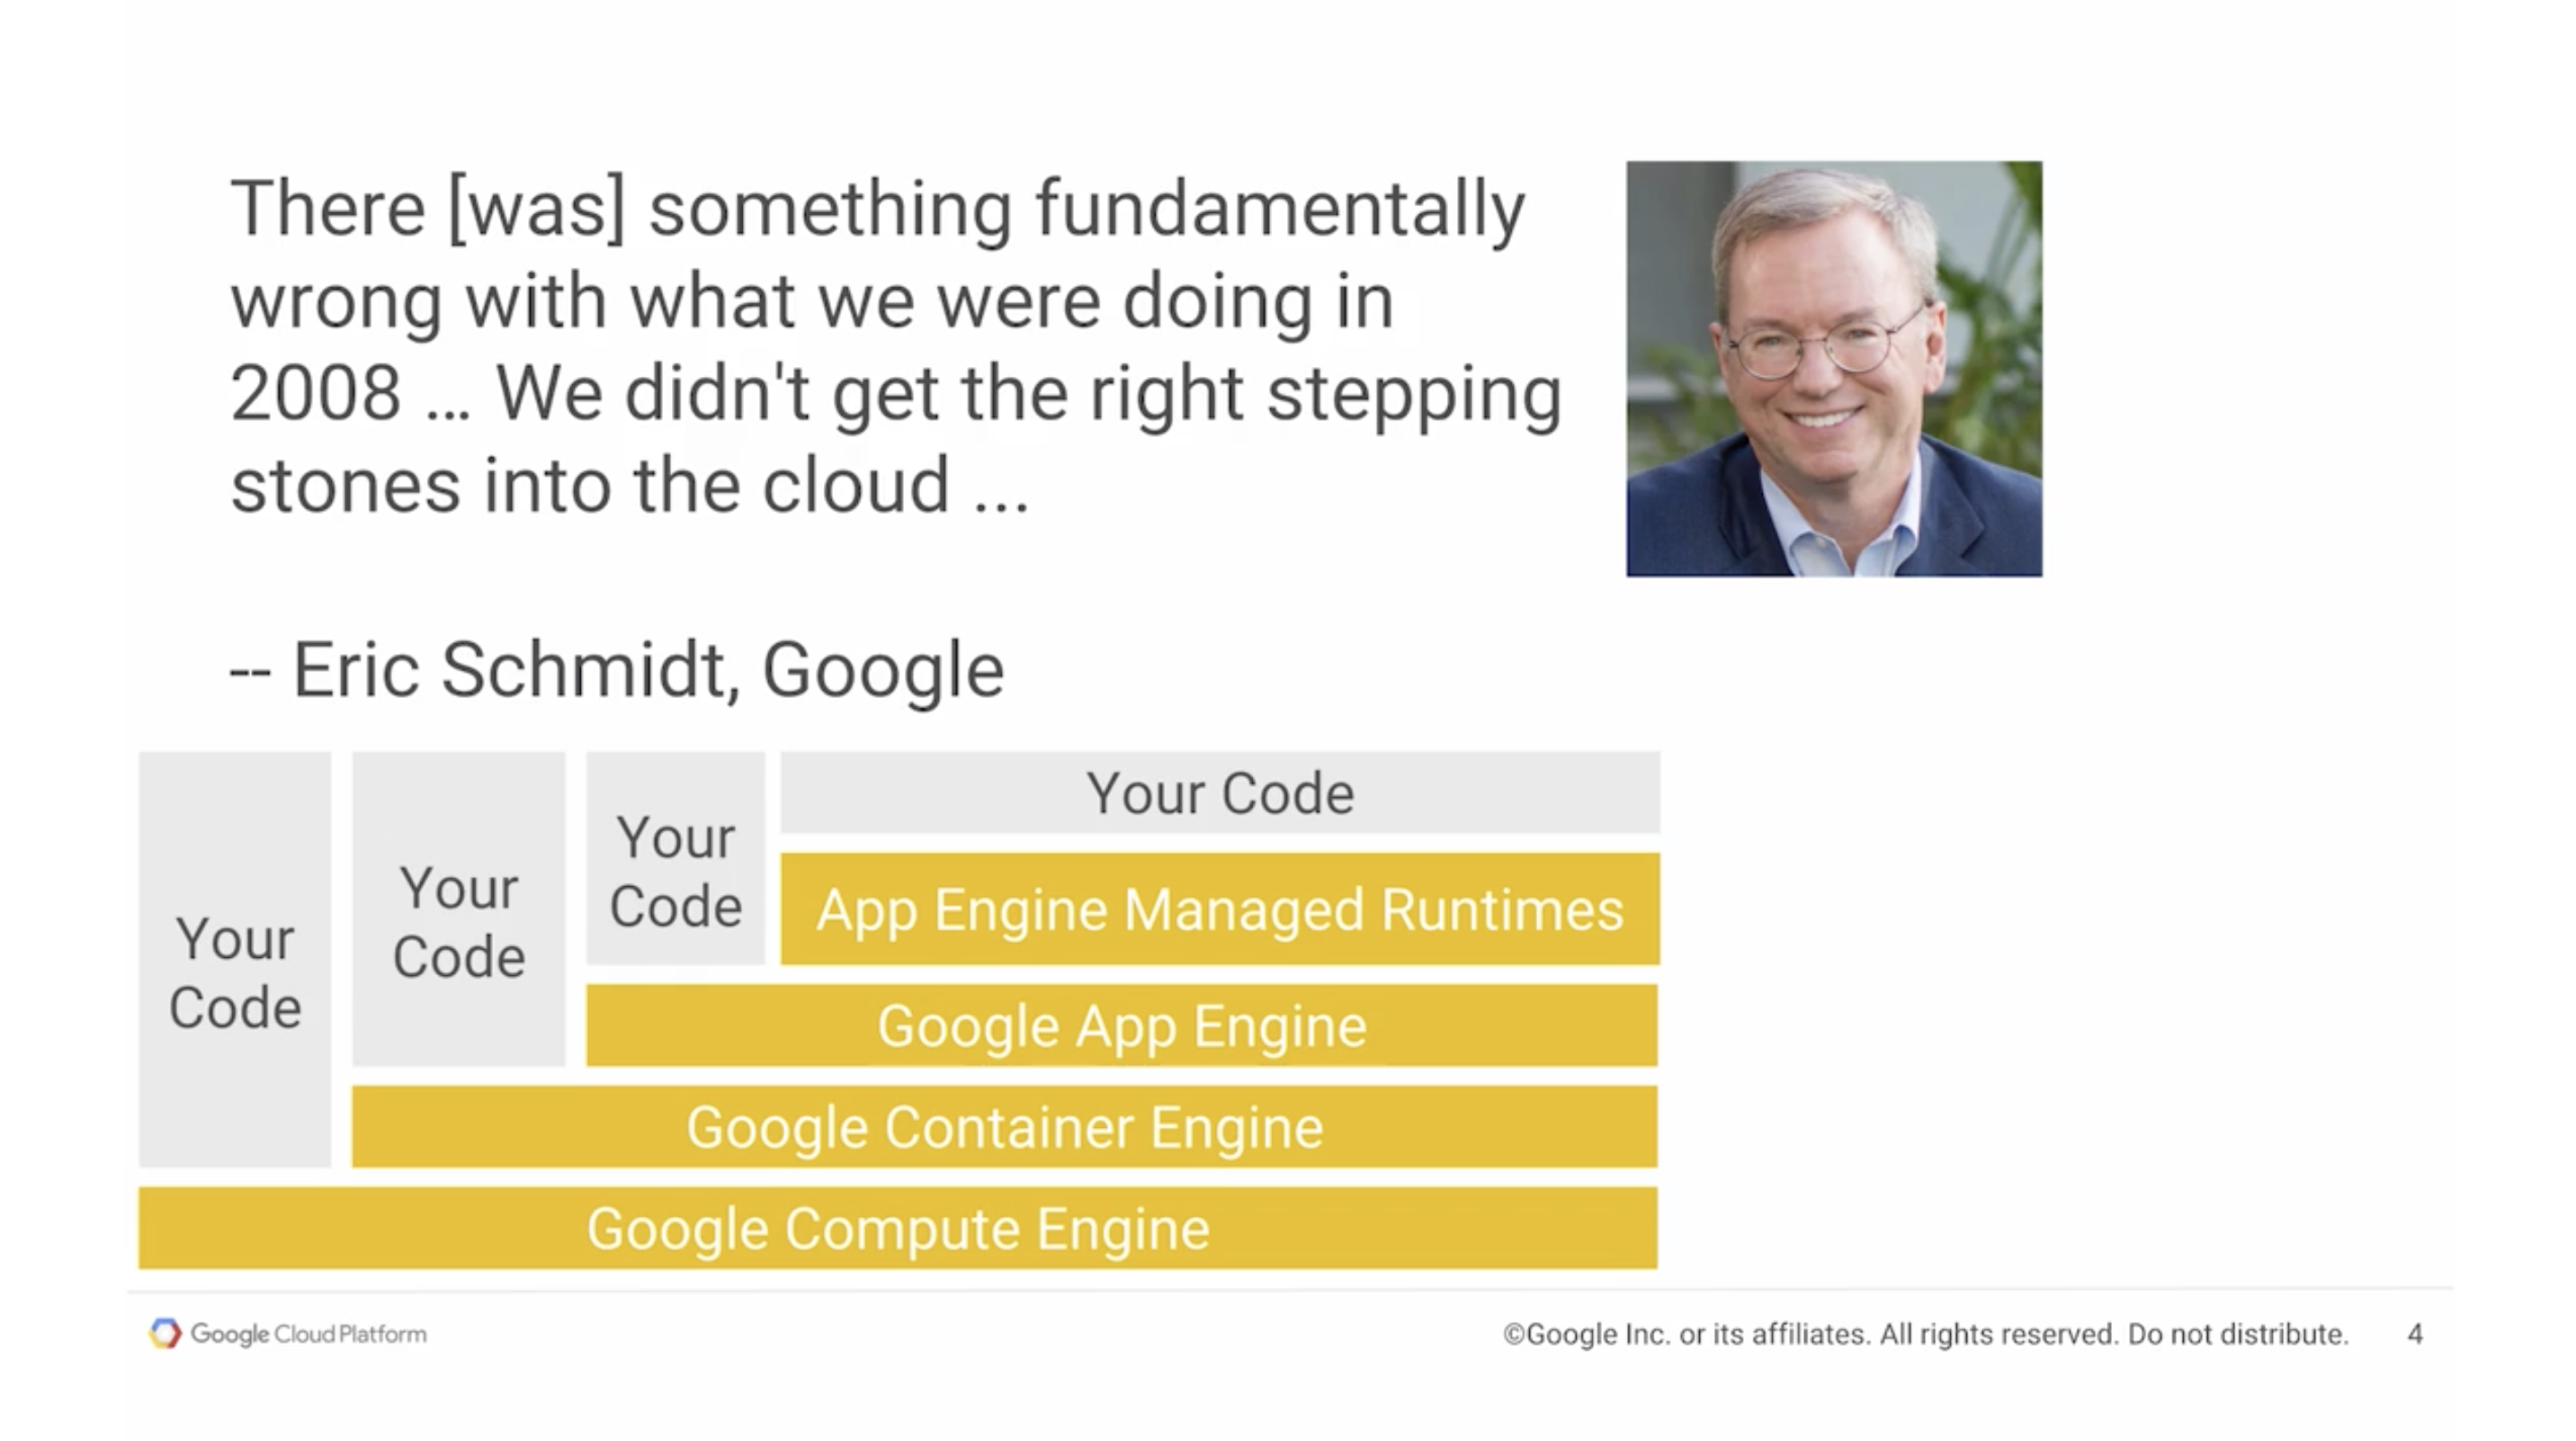 There [was] something fundamentally
wrong with what we were doing in
2008 ... We didn't get the right stepping
stones into the cloud ...
-- Eric Schmidt, Google
Your
Code
Your
Code
Your
Code
Your Code
App Engine Managed Runtimes
Google App Engine
Google Container Engine
Google Compute Engine
Google Cloud Platform
©Google Inc. or its affiliates. All rights reserved. Do not distribute. 4